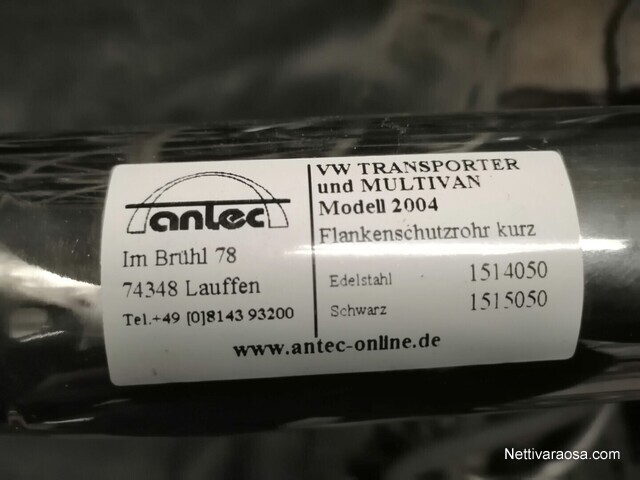 antec
Im Brühl 78
74348 Lauffen
Tel.+49 [0]8143 93200
VW TRANSPORTER
und MULTIVAN
Modell 2004
Flankenschutzrohr kurz
Edelstahl 1514050
Schwarz 1515050
www.antec-online.de
Nettivaraosa.com